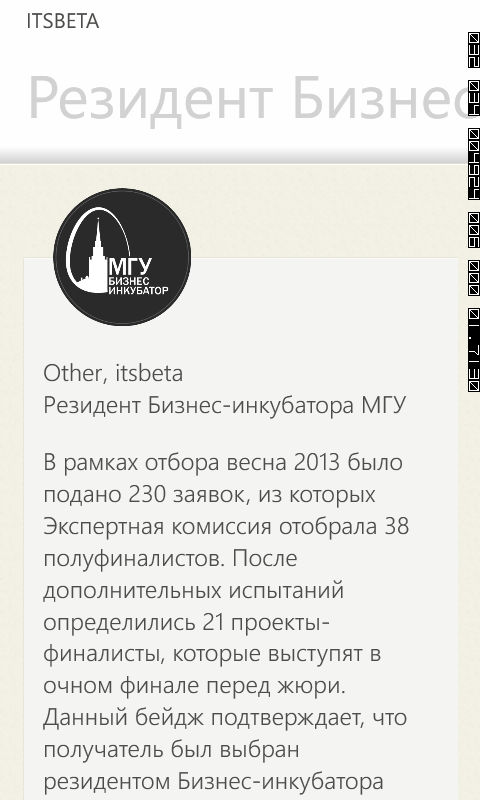 ITSBETA
Резидент Бизнес
МГУ
БИЗНЕС
ИНКУБАТОР
Other, itsbeta
Резидент Бизнес-инкубатора МГУ
В рамках отбора весна 2013 было
подано 230 заявок, из которых
Экспертная комиссия отобрала 38
полуфиналистов. После
дополнительных испытаний
определились 21 проекты-
финалисты, которые выступят в
очном финале перед жюри.
Данный бейдж подтверждает, что
получатель был выбран
резидентом Бизнес-инкубатора